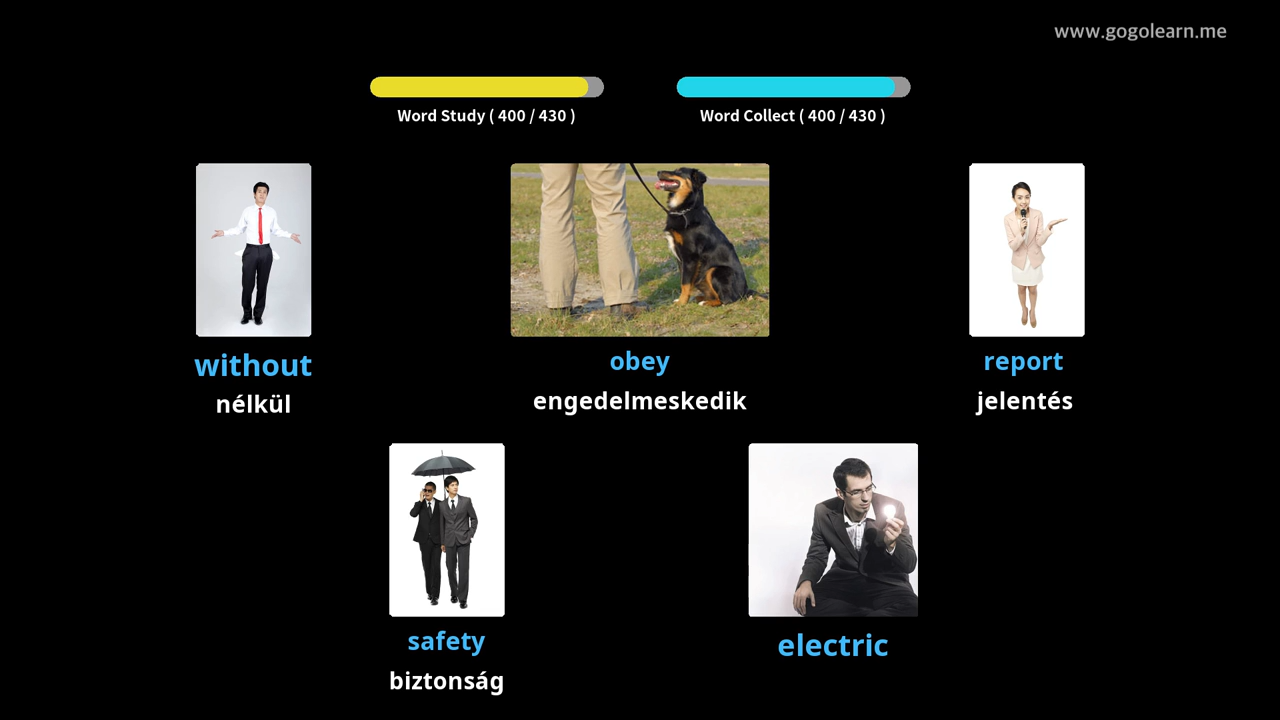 www.gogolearn.me
Word Study ( 400 / 430 )
Word Collect ( 400 / 430 )
without
nélkül
obey
engedelmeskedik
report
jelentés
safety
biztonság
electric